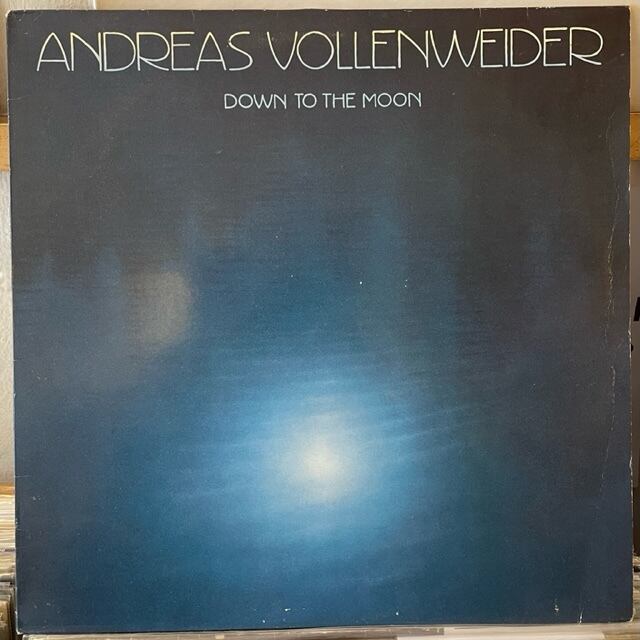 ANDREAS VOLLENWEIDER
DOWN TO THE MOON